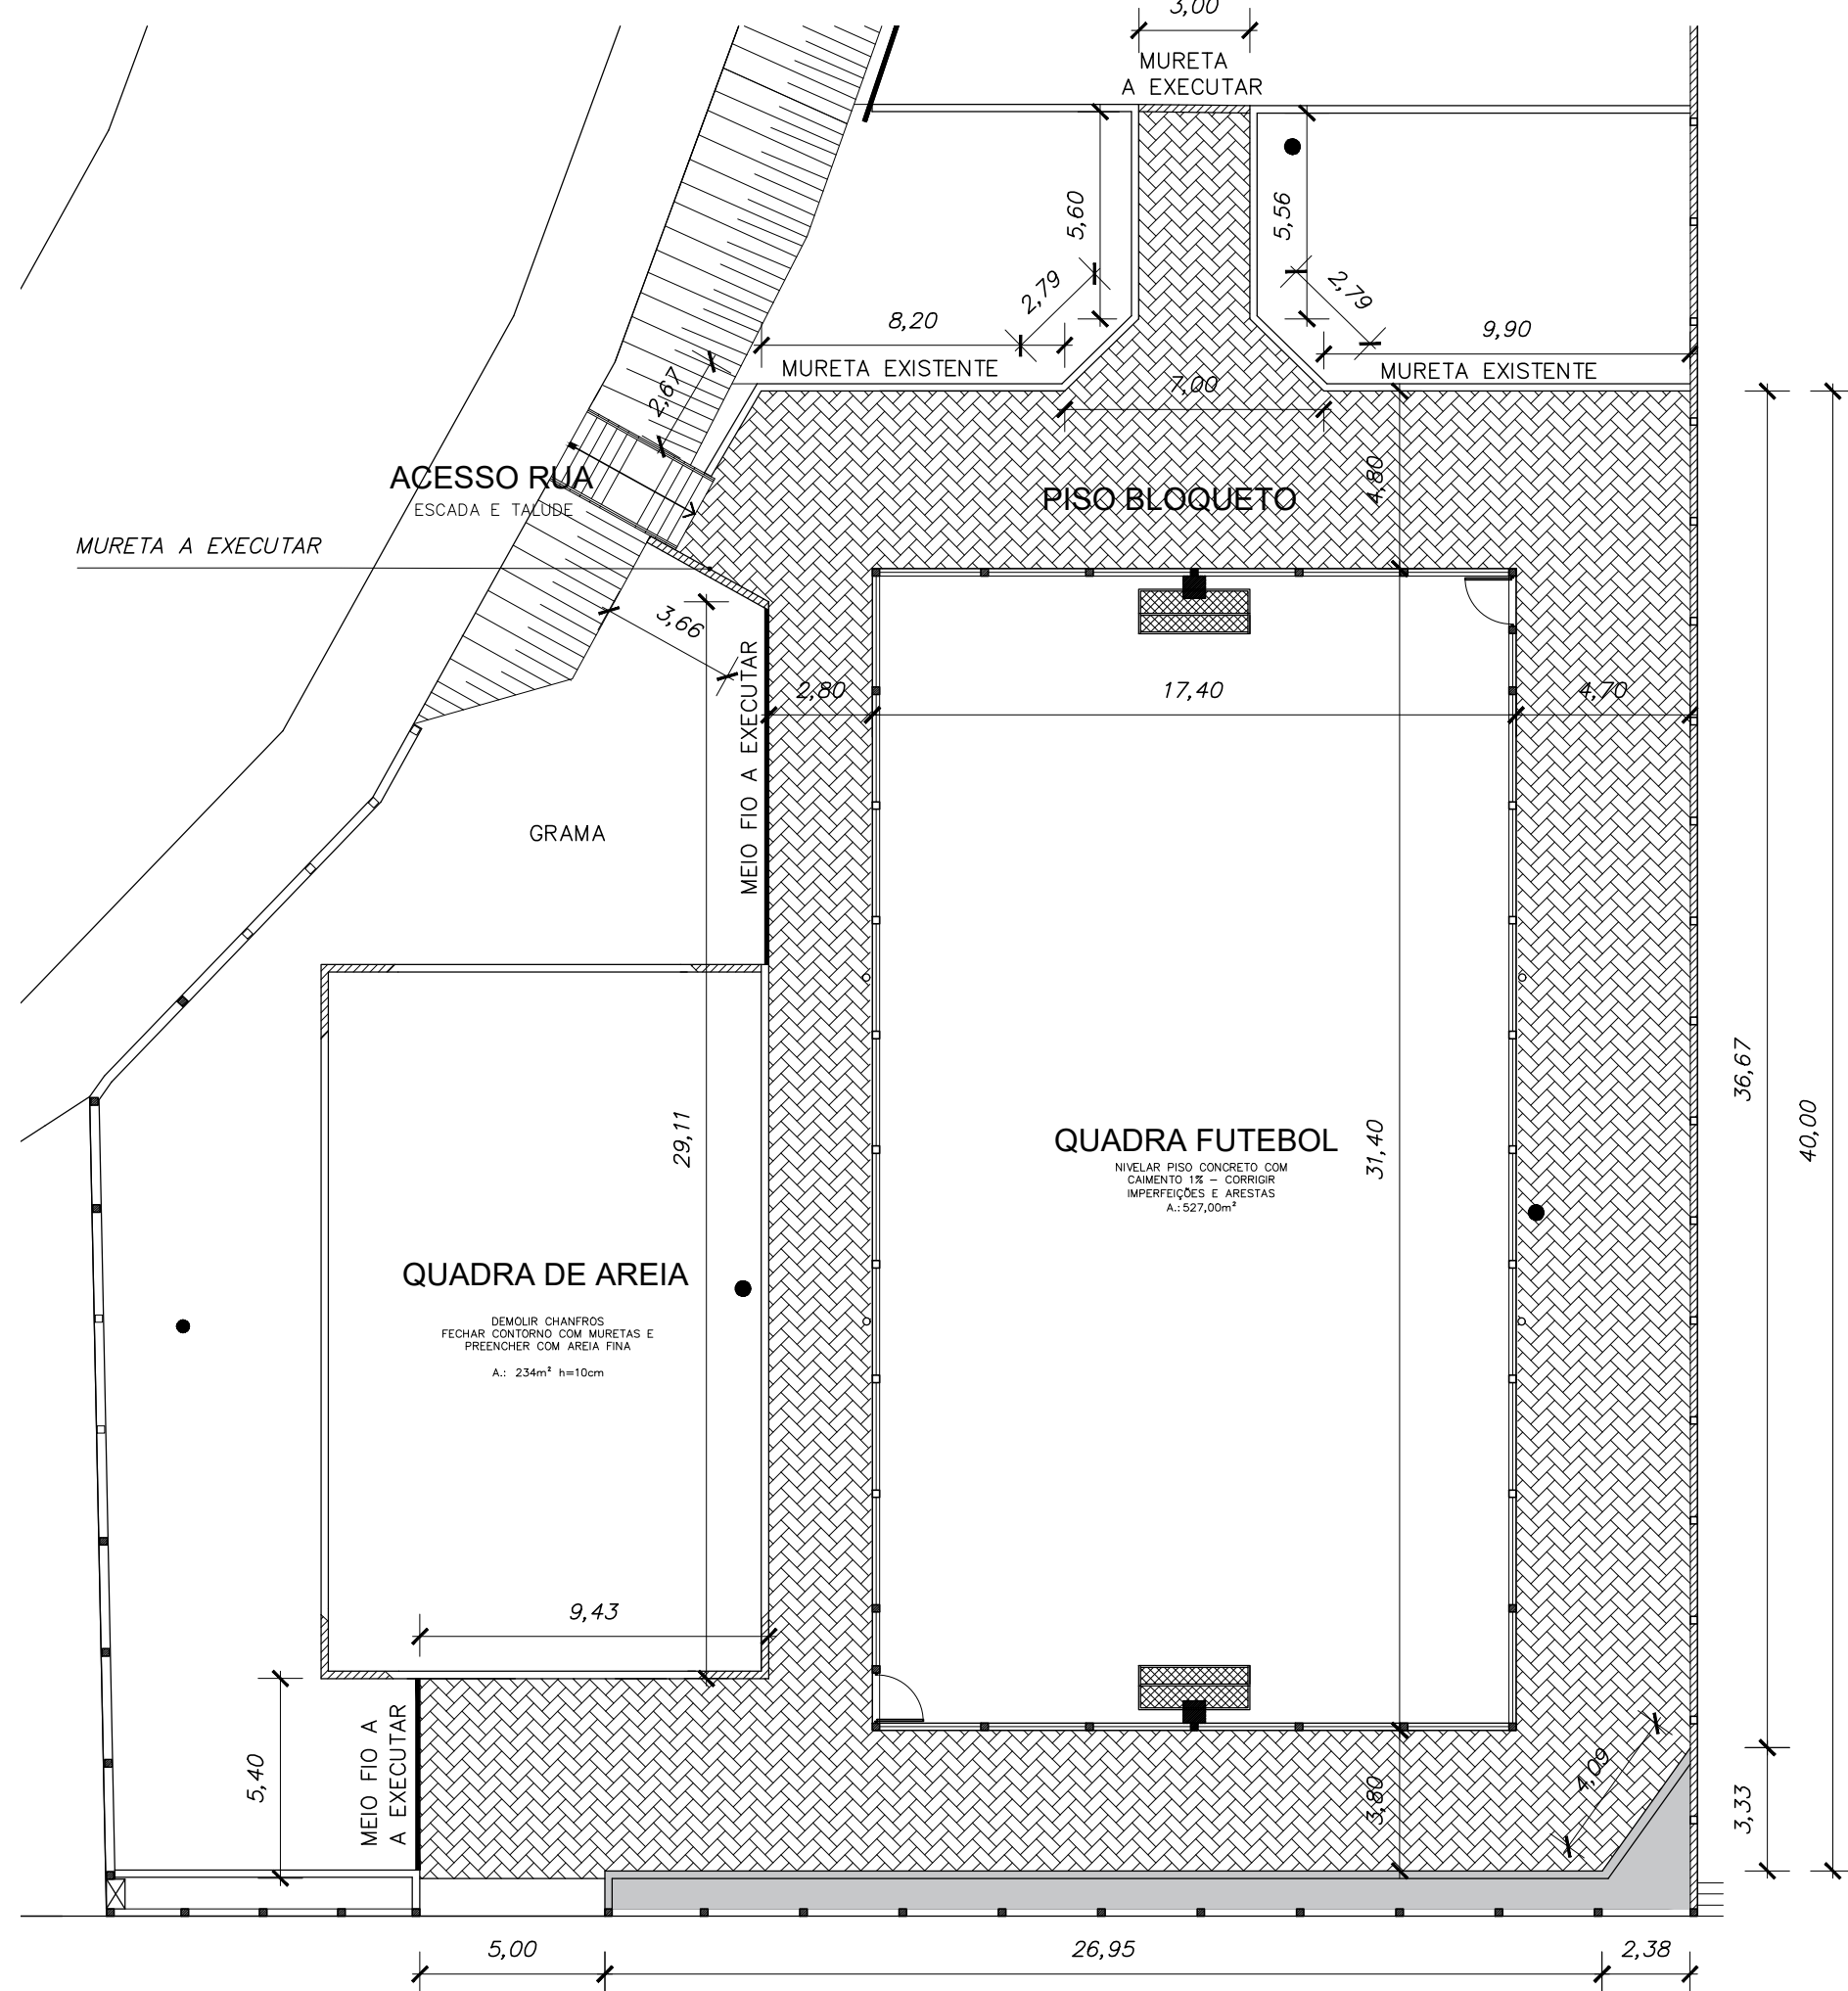 3,00
MURETA
A EXECUTAR
5,60
5,56
2,79
2,79
8,20
9,90
MURETA EXISTENTE
MURETA EXISTENTE
7,00
2,67
4,80
ACESSO RUA
ESCADA E TALUDE
PISO BLOQUETO
MURETA A EXECUTAR
3,66
MEIO FIO A EXECUTAR
2,80
17,40
4,70
GRAMA
29,11
36,67
40,00
QUADRA FUTEBOL
NIVELAR PISO CONCRETO COM
CAIMENTO 1% – CORRIGIR
IMPERFEIÇÕES E ARESTAS
A.: 527,00m²
31,40
QUADRA DE AREIA
DEMOLIR CHANFROS
FECHAR CONTORNO COM MURETAS E
PREENCHER COM AREIA FINA
A.: 234m² h=10cm
9,43
5,40
MEIO FIO A
A EXECUTAR
3,80
4,09
3,33
5,00
26,95
2,38